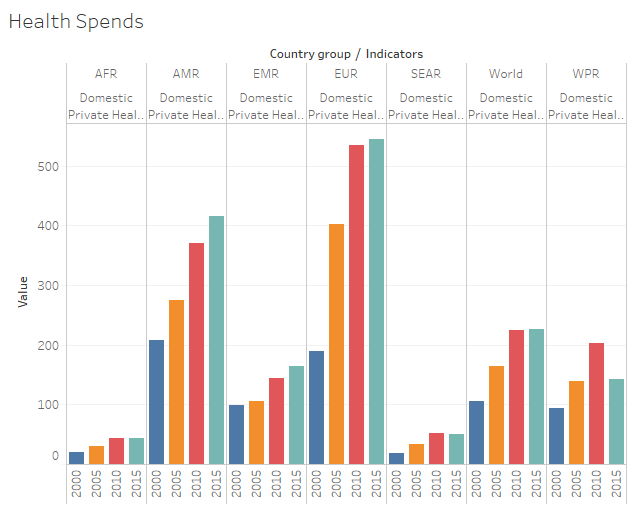 Health Spends
Country group / Indicators
AFR AMR EMR EUR SEAR World WPR
Domestic Domestic Domestic Domestic Domestic Domestic Domestic
Private Heal.. Private Heal.. Private Heal.. Private Heal.. Private Heal.. Private Heal.. Private Heal..
500
400
300
200
100
0
Value
2000 2005 2010 2015 2000 2005 2010 2015 2000 2005 2010 2015 2000 2005 2010 2015 2000 2005 2010 2015 2000 2005 2010 2015 2000 2005 2010 2015